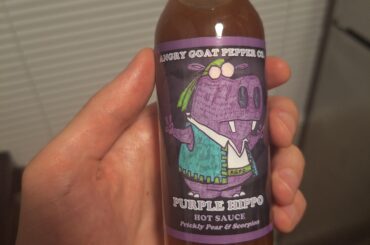 ANGRY GOAT PEPPER CO.
PURPLE HIPPO
HOT SAUCE
Prickly Pear & Scorpion